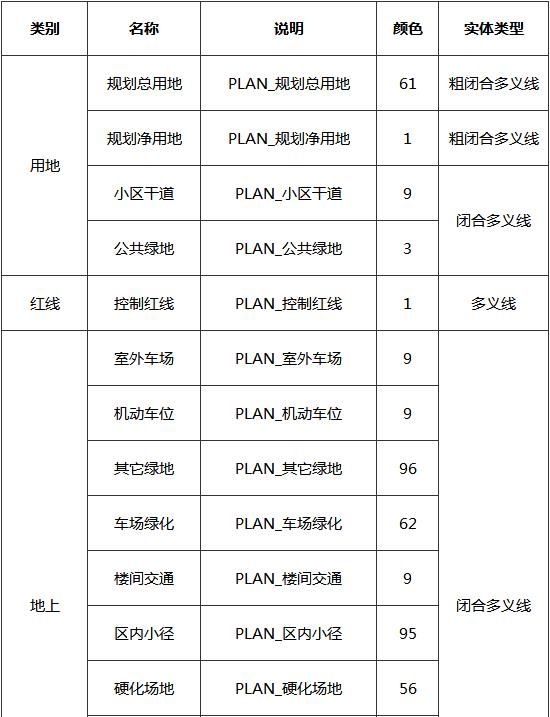 类别 名称 说明 颜色 实体类型
规划总用地 PLAN_规划总用地 61 粗闭合多义线
规划净用地 PLAN_规划净用地 1 粗闭合多义线
用地
小区干道 PLAN_小区干道 9
闭合多义线
公共绿地 PLAN_公共绿地 3
红线 控制红线 PLAN_控制红线 1 多义线
室外车场 PLAN_室外车场 9
机动车位 PLAN_机动车位 9
其它绿地 PLAN_其它绿地 96
车场绿化 PLAN_车场绿化 62
楼间交通 PLAN_楼间交通 9
地上 区内小径 PLAN_区内小径 95 闭合多义线
硬化场地 PLAN_硬化场地 56